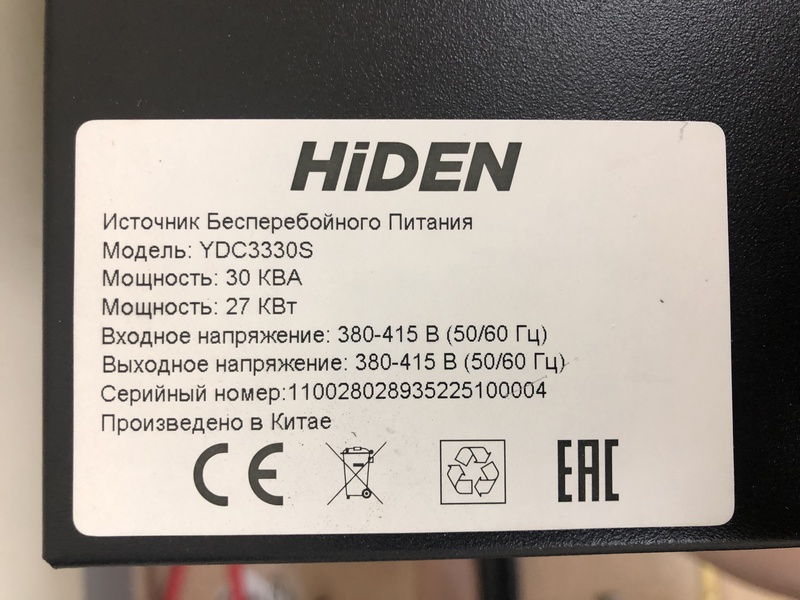 HiDEN
Источник Бесперебойного Питания
Модель: YDC3330S
Мощность: 30 КВА
Мощность: 27 КВт
Входное напряжение: 380-415 В (50/60 Гц)
Выходное напряжение: 380-415 В (50/60 Гц)
Серийный номер:110028028935225100004
Произведено в Китае
CE EAC